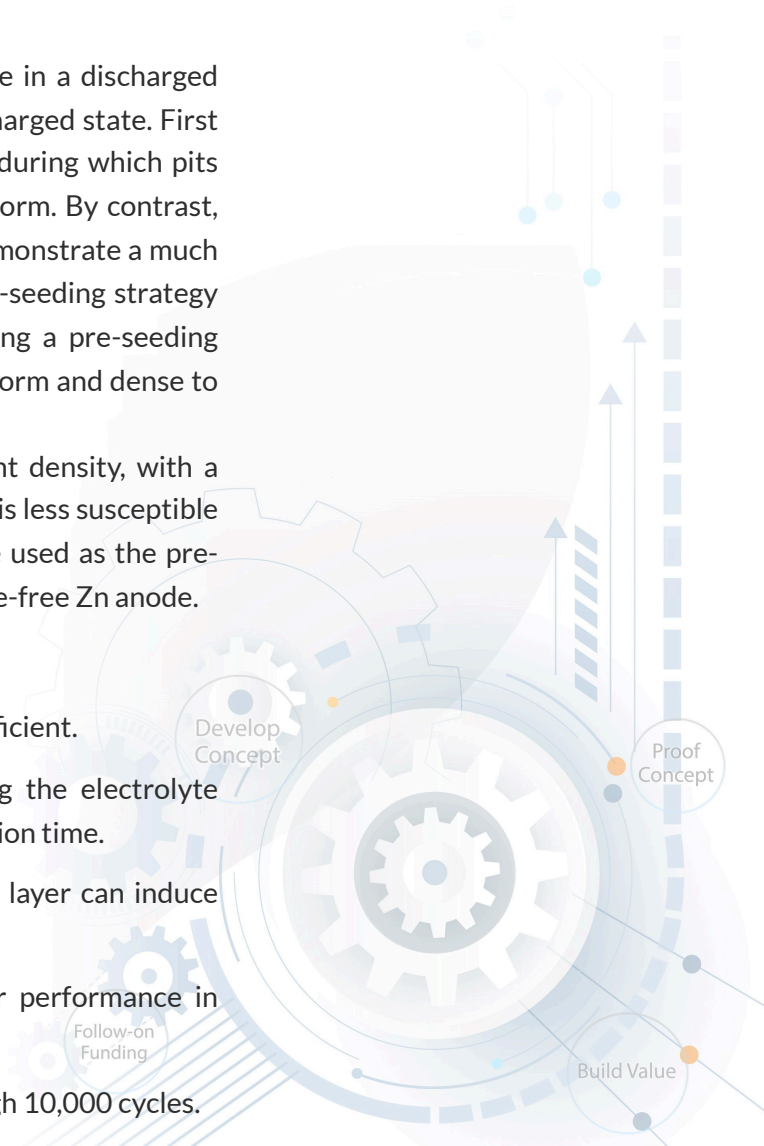 e in a discharged
harged state. First
during which pits
orm. By contrast,
monstrate a much
-seeding strategy
ng a pre-seeding
orm and dense to
nt density, with a
is less susceptible
e used as the pre-
e-free Zn anode.
ficient.
g the electrolyte
ion time.
layer can induce
r performance in
gh 10,000 cycles.
Develop
Concept
Proof
Concept
Follow-on
Funding
Build Value